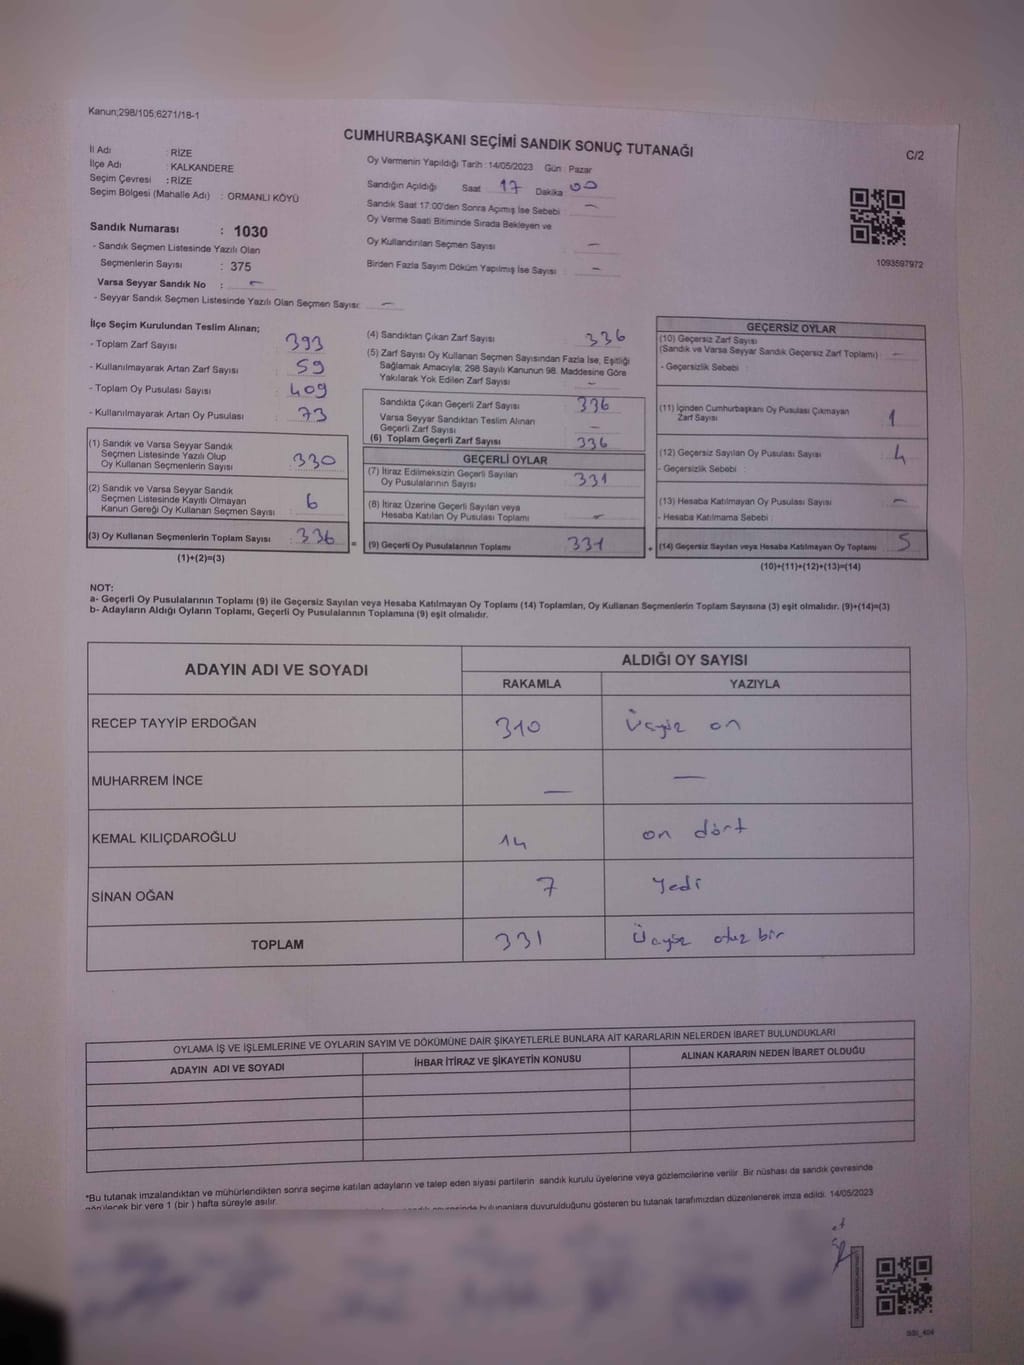 Kanun;298/105;6271/18-1
CUMHURBAŞKANI SEÇİMİ SANDIK SONUÇ TUTANAĞI
C/2
İl Adı : RİZE
İlçe Adı : KALKANDERE
Seçim Çevresi : RİZE
Seçim Bölgesi (Mahalle Adı) : ORMANLI KÖYÜ
Oy Vermenin Yapıldığı Tarih : 14/05/2023 Gün : Pazar
Sandığın Açıldığı Saat 17 Dakika 00
Sandık Saat 17:00'den Sonra Açımış İse Sebebi : —
Oy Verme Saati Bitiminde Sırada Bekleyen ve
Oy Kullandırılan Seçmen Sayısı —
Birden Fazla Sayım Döküm Yapılmış İse Sayısı : —
1093597972
Sandık Numarası : 1030
- Sandık Seçmen Listesinde Yazılı Olan
Seçmenlerin Sayısı : 375
Varsa Seyyar Sandık No : —
- Seyyar Sandık Seçmen Listesinde Yazılı Olan Seçmen Sayısı: —
İlçe Seçim Kurulundan Teslim Alınan;
- Toplam Zarf Sayısı 393
- Kullanılmayarak Artan Zarf Sayısı 59
- Toplam Oy Pusulası Sayısı 409
- Kullanılmayarak Artan Oy Pusulası 73
(1) Sandık ve Varsa Seyyar Sandık
Seçmen Listesinde Yazılı Olup
Oy Kullanan Seçmenlerin Sayısı 330
(2) Sandık ve Varsa Seyyar Sandık
Seçmen Listesinde Kayıtlı Olmayan
Kanun Gereği Oy Kullanan Seçmen Sayısı 6
(3) Oy Kullanan Seçmenlerin Toplam Sayısı 336 =
(1)+(2)=(3)
(4) Sandıktan Çıkan Zarf Sayısı 336
(5) Zarf Sayısı Oy Kullanan Seçmen Sayısından Fazla İse, Eşitliği
Sağlamak Amacıyla; 298 Sayılı Kanunun 98. Maddesine Göre
Yakılarak Yok Edilen Zarf Sayısı —
Sandıkta Çıkan Geçerli Zarf Sayısı 336
Varsa Seyyar Sandıktan Teslim Alınan
Geçerli Zarf Sayısı —
(6) Toplam Geçerli Zarf Sayısı 336
GEÇERLİ OYLAR
(7) İtiraz Edilmeksizin Geçerli Sayılan
Oy Pusulalarının Sayısı 331
(8) İtiraz Üzerine Geçerli Sayılan veya
Hesaba Katılan Oy Pusulası Toplamı —
(9) Geçerli Oy Pusulalarının Toplamı 331 +
GEÇERSİZ OYLAR
(10) Geçersiz Zarf Sayısı
(Sandık ve Varsa Seyyar Sandık Geçersiz Zarf Toplamı) —
- Geçersizlik Sebebi :
(11) İçinden Cumhurbaşkanı Oy Pusulası Çıkmayan
Zarf Sayısı 1
(12) Geçersiz Sayılan Oy Pusulası Sayısı 4
- Geçersizlik Sebebi :
(13) Hesaba Katılmayan Oy Pusulası Sayısı —
- Hesaba Katılmama Sebebi :
(14) Geçersiz Sayılan veya Hesaba Katılmayan Oy Toplamı 5
(10)+(11)+(12)+(13)=(14)
NOT:
a- Geçerli Oy Pusulalarının Toplamı (9) ile Geçersiz Sayılan veya Hesaba Katılmayan Oy Toplamı (14) Toplamları, Oy Kullanan Seçmenlerin Toplam Sayısına (3) eşit olmalıdır. (9)+(14)=(3)
b- Adayların Aldığı Oyların Toplamı, Geçerli Oy Pusulalarının Toplamına (9) eşit olmalıdır.
ADAYIN ADI VE SOYADI
ALDIĞI OY SAYISI
RAKAMLA YAZIYLA
RECEP TAYYİP ERDOĞAN 310 Üçyüz on
MUHARREM İNCE — —
KEMAL KILIÇDAROĞLU 14 on dört
SİNAN OĞAN 7 Yedi
TOPLAM 331 Üçyüz otuz bir
OYLAMA İŞ VE İŞLEMLERİNE VE OYLARIN SAYIM VE DÖKÜMÜNE DAİR ŞİKAYETLERLE BUNLARA AİT KARARLARIN NELERDEN İBARET BULUNDUKLARI
ADAYIN ADI VE SOYADI İHBAR İTİRAZ VE ŞİKAYETİN KONUSU ALINAN KARARIN NEDEN İBARET OLDUĞU
*Bu tutanak imzalandıktan ve mühürlendikten sonra seçime katılan adayların ve talep eden siyasi partilerin sandık kurulu üyelerine veya gözlemcilerine verilir. Bir nüshası da sandık çevresinde
görülecek bir yere 1 (bir ) hafta süreyle asılır. bulunanlara duyurulduğunu gösteren bu tutanak tarafımızdan düzenlenerek imza edildi. 14/05/2023